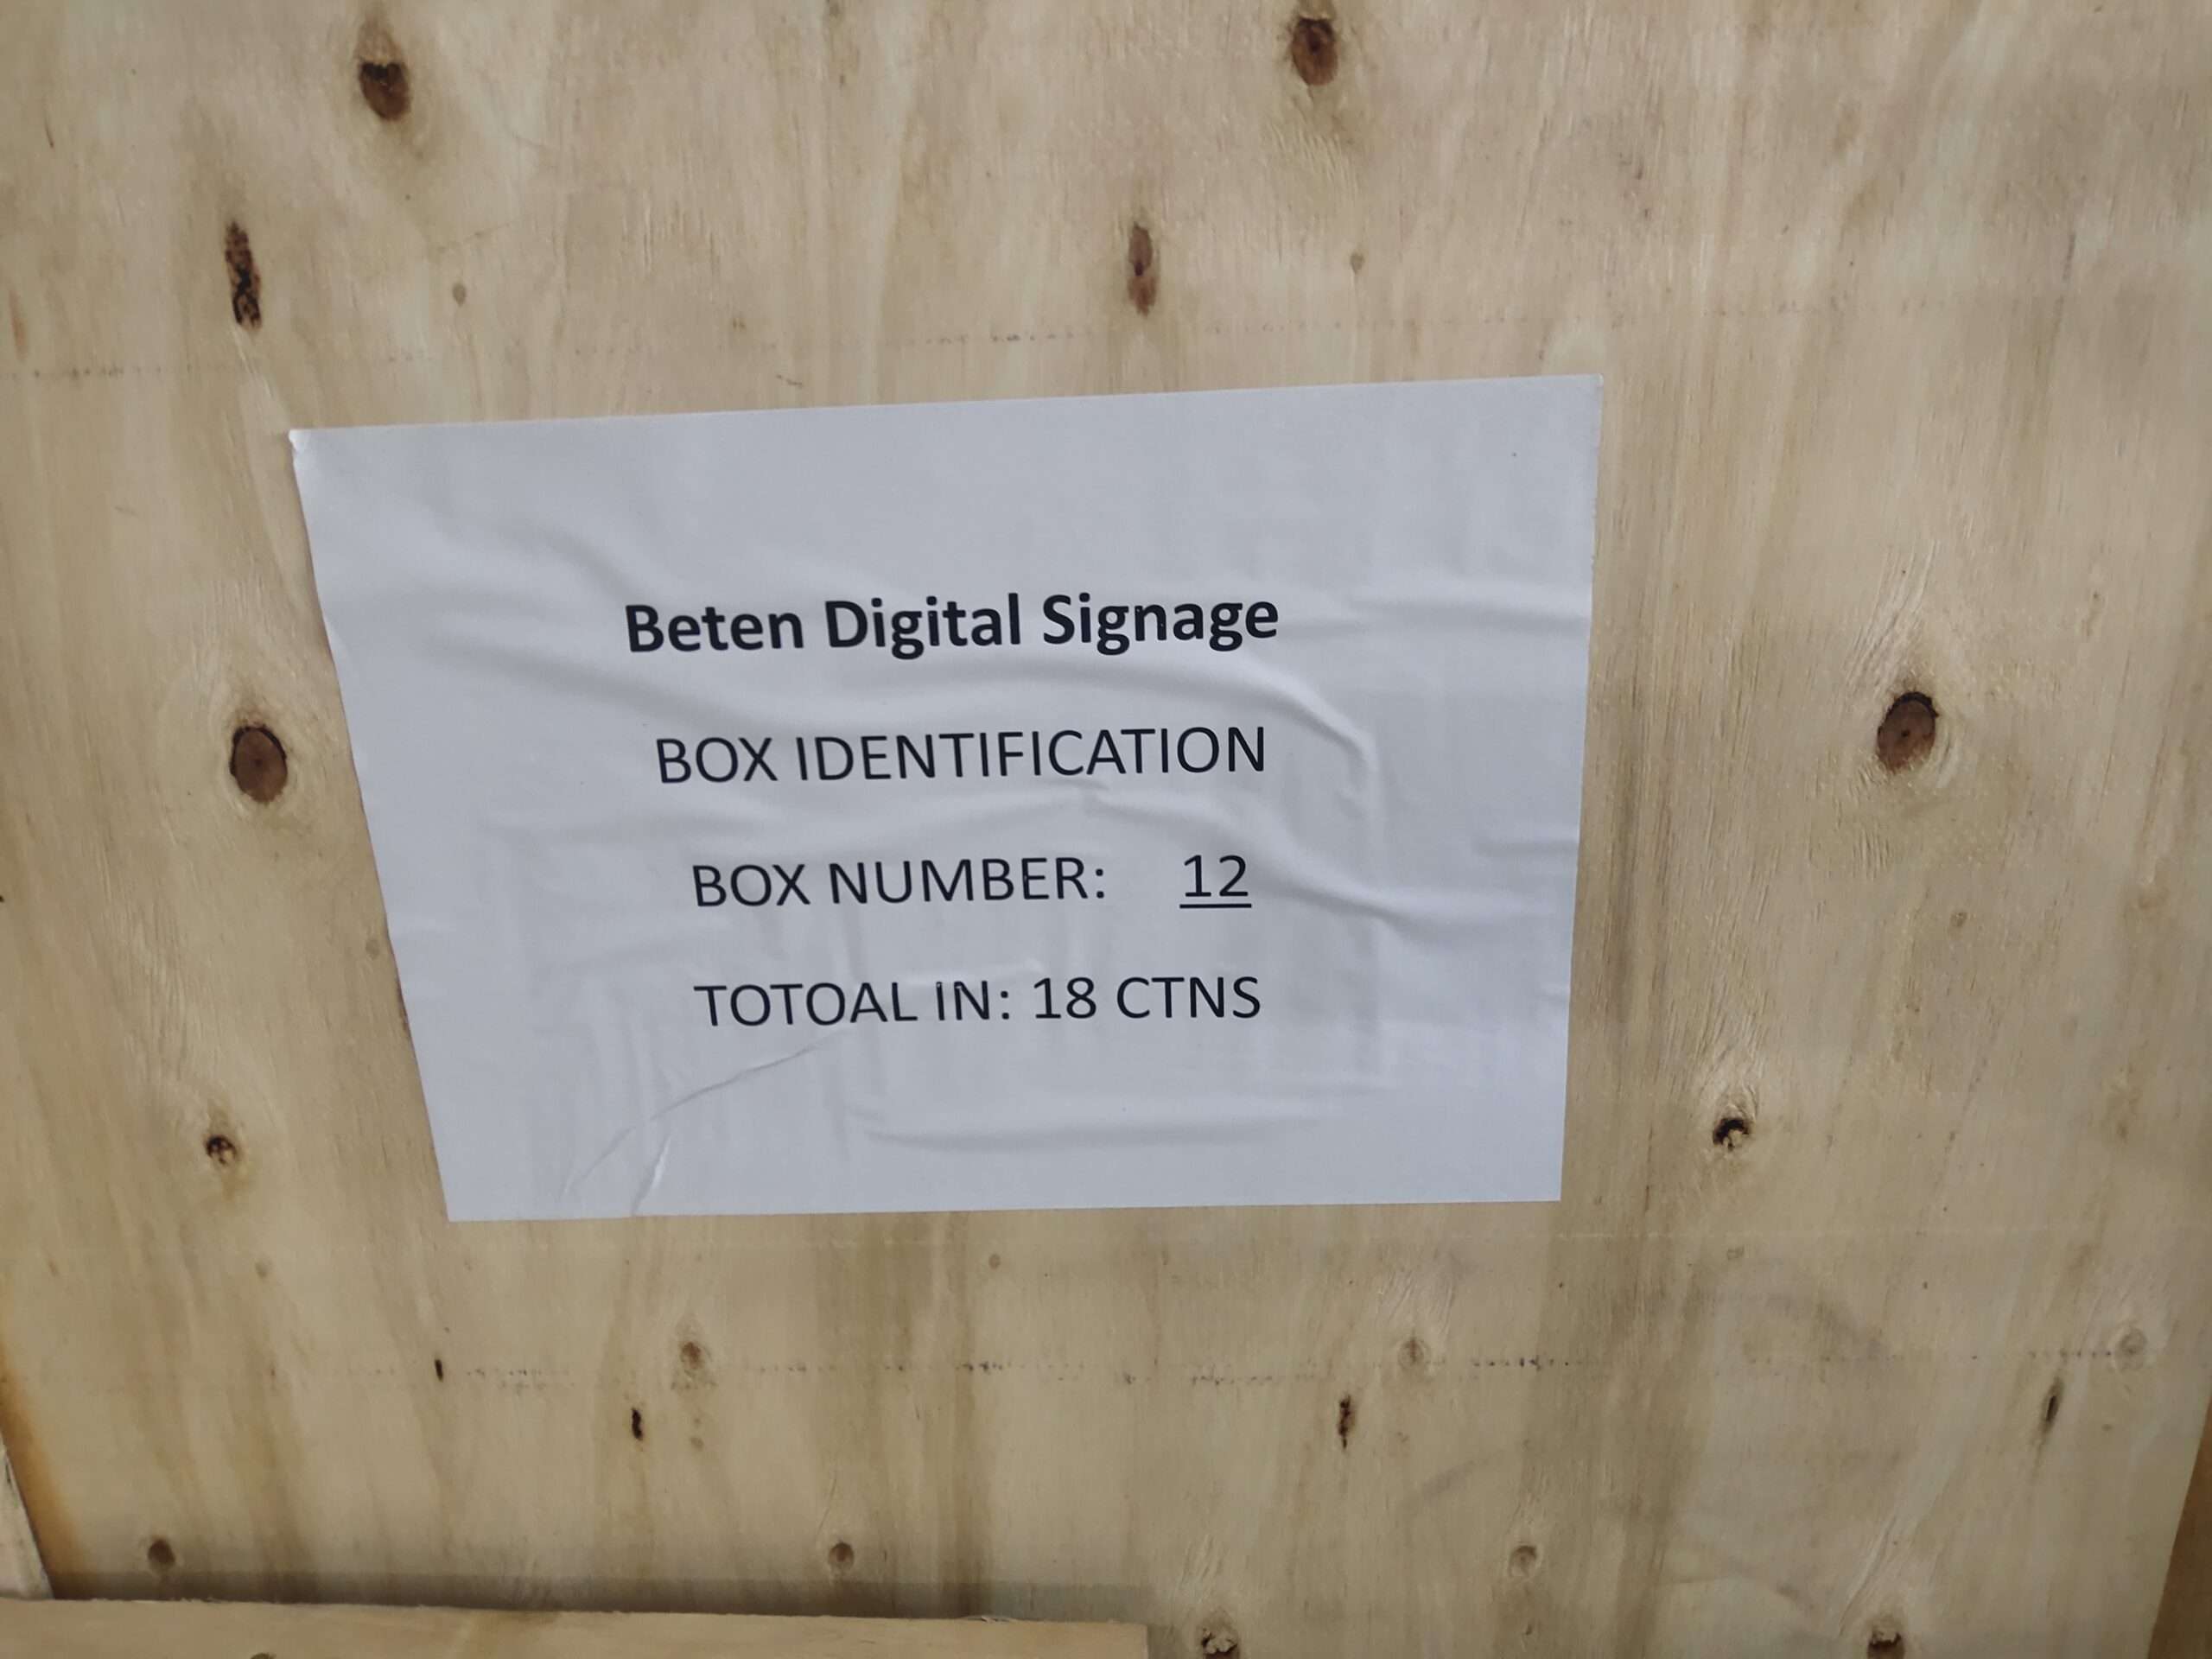 Beten Digital Signage
BOX IDENTIFICATION
BOX NUMBER: 12
TOTOAL IN: 18 CTNS